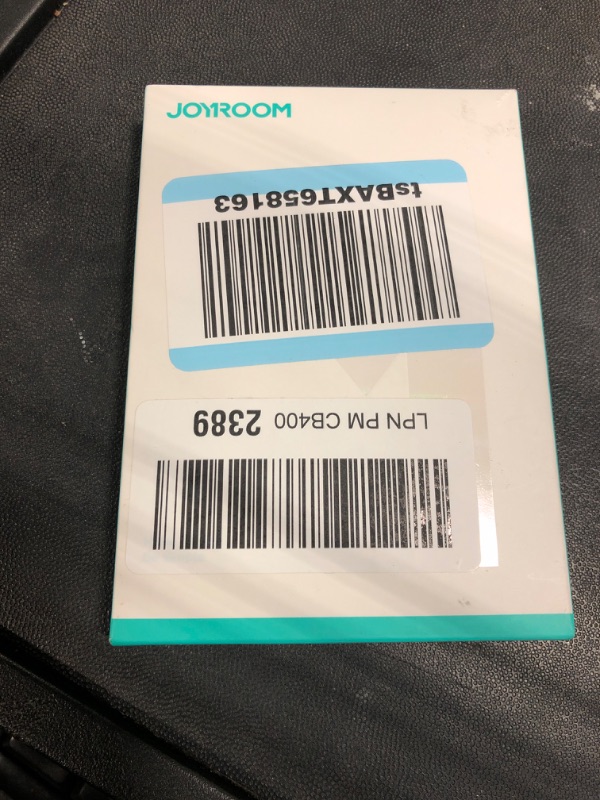 JOYROOM
tsBAXT658163
LPN PM CB400 2389